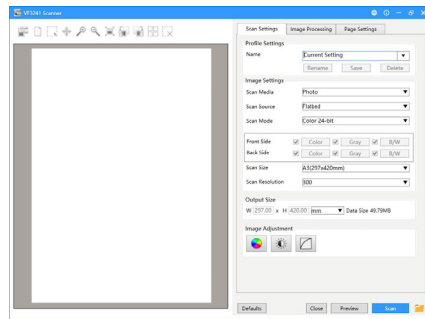 VF3241 Scanner
Scan Settings Image Processing Page Settings
Profile Settings
Name Current Setting
Rename Save Delete
Image Settings
Scan Media Photo
Scan Source Flatbed
Scan Mode Color 24-bit
Front Side Color Gray B/W
Back Side Color Gray B/W
Scan Size A3(297x420mm)
Scan Resolution 300
Output Size
W 297.00 x H 420.00 mm Data Size 49.79MB
Image Adjustment
Defaults Close Preview Scan